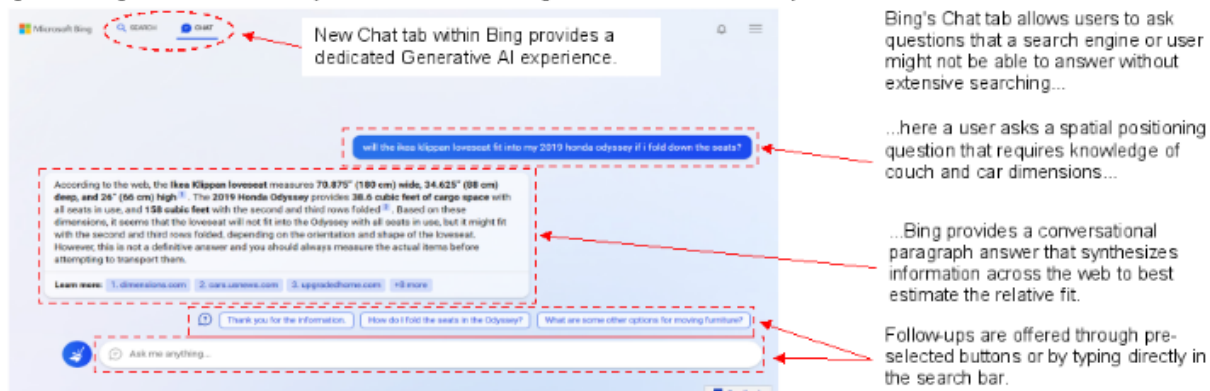 Microsoft Bing
SEARCH
CHAT
New Chat tab within Bing provides a
dedicated Generative AI experience.
Bing's Chat tab allows users to ask
questions that a search engine or user
might not be able to answer without
extensive searching...
will the ikea klippan loveseat fit into my 2019 honda odyssey if i fold down the seats?
...here a user asks a spatial positioning
question that requires knowledge of
couch and car dimensions...
According to the web, the Ikea Klippan loveseat measures 70.875" (180 cm) wide, 34.625" (88 cm)
deep, and 26" (66 cm) high 1. The 2019 Honda Odyssey provides 38.6 cubic feet of cargo space with
all seats in use, and 158 cubic feet with the second and third rows folded 2. Based on these
dimensions, it seems that the loveseat will not fit into the Odyssey with all seats in use, but it might fit
with the second and third rows folded, depending on the orientation and shape of the loveseat.
However, this is not a definitive answer and you should always measure the actual items before
attempting to transport them.
Learn more: 1. dimensions.com 2. cars.usnews.com 3. upgradedhome.com +8 more
...Bing provides a conversational
paragraph answer that synthesizes
information across the web to best
estimate the relative fit.
Thank you for the information. How do I fold the seats in the Odyssey? What are some other options for moving furniture?
Ask me anything...
Follow-ups are offered through pre-
selected buttons or by typing directly in
the search bar.